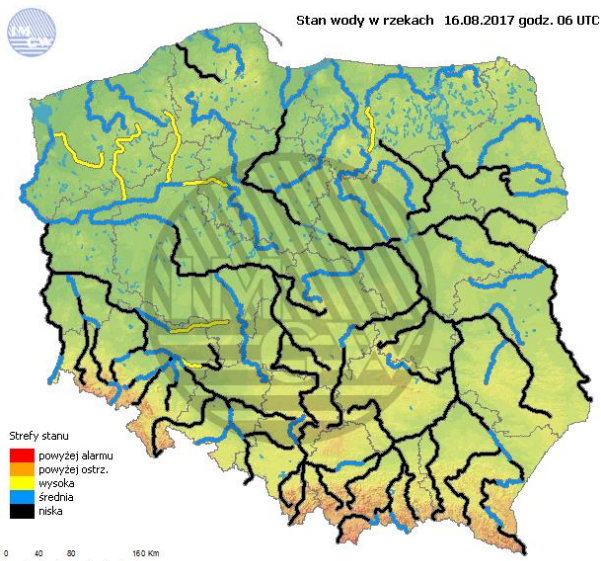 Stan wody w rzekach 16.08.2017 godz. 06 UTC
Strefy stanu
powyżej alarmu
powyżej ostrz.
wysoka
średnia
niska
0 40 80 160 Km